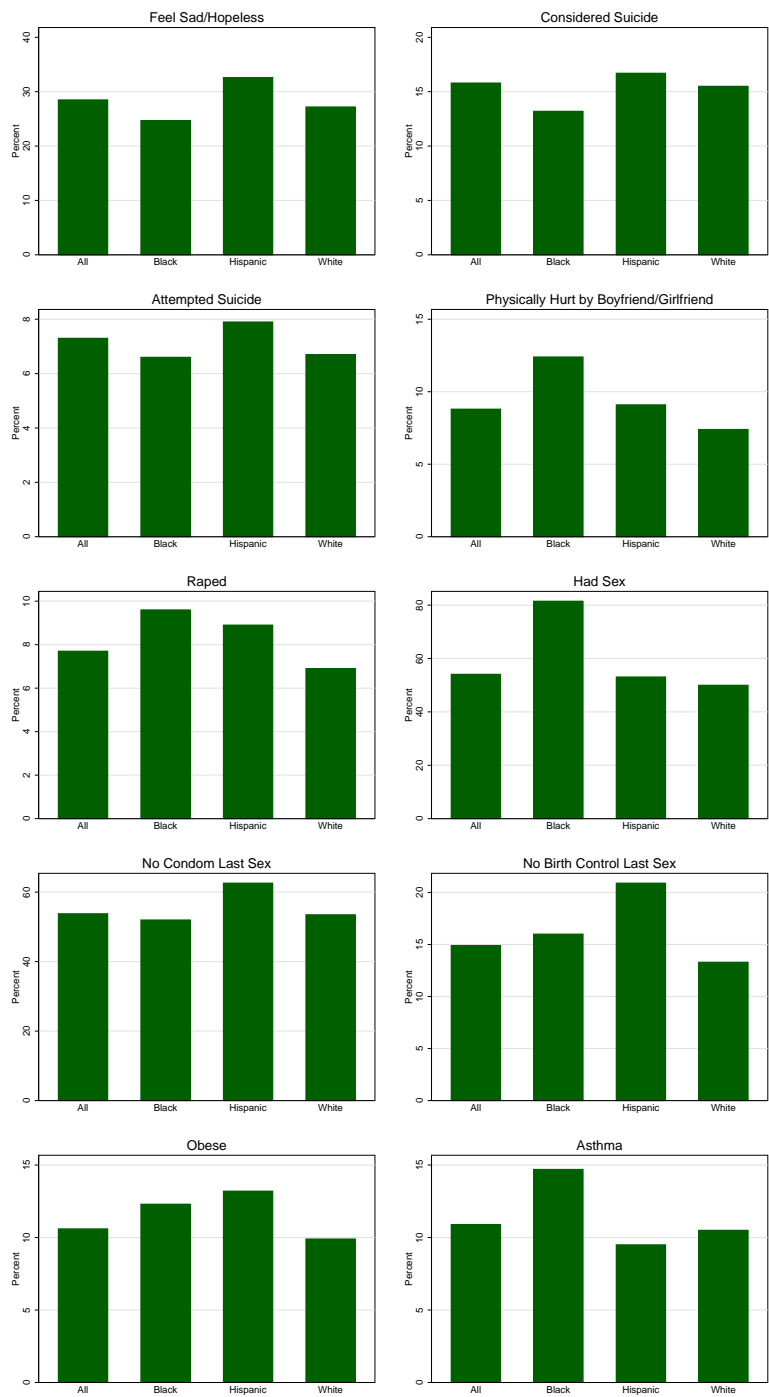 Feel Sad/Hopeless
Percent
40
30
20
10
0
All Black Hispanic White
Considered Suicide
Percent
20
15
10
5
0
All Black Hispanic White
Attempted Suicide
Percent
8
6
4
2
0
All Black Hispanic White
Physically Hurt by Boyfriend/Girlfriend
Percent
15
10
5
0
All Black Hispanic White
Raped
Percent
10
8
6
4
2
0
All Black Hispanic White
Had Sex
Percent
80
60
40
20
0
All Black Hispanic White
No Condom Last Sex
Percent
60
40
20
0
All Black Hispanic White
No Birth Control Last Sex
Percent
20
15
10
5
0
All Black Hispanic White
Obese
Percent
15
10
5
0
All Black Hispanic White
Asthma
Percent
15
10
5
0
All Black Hispanic White